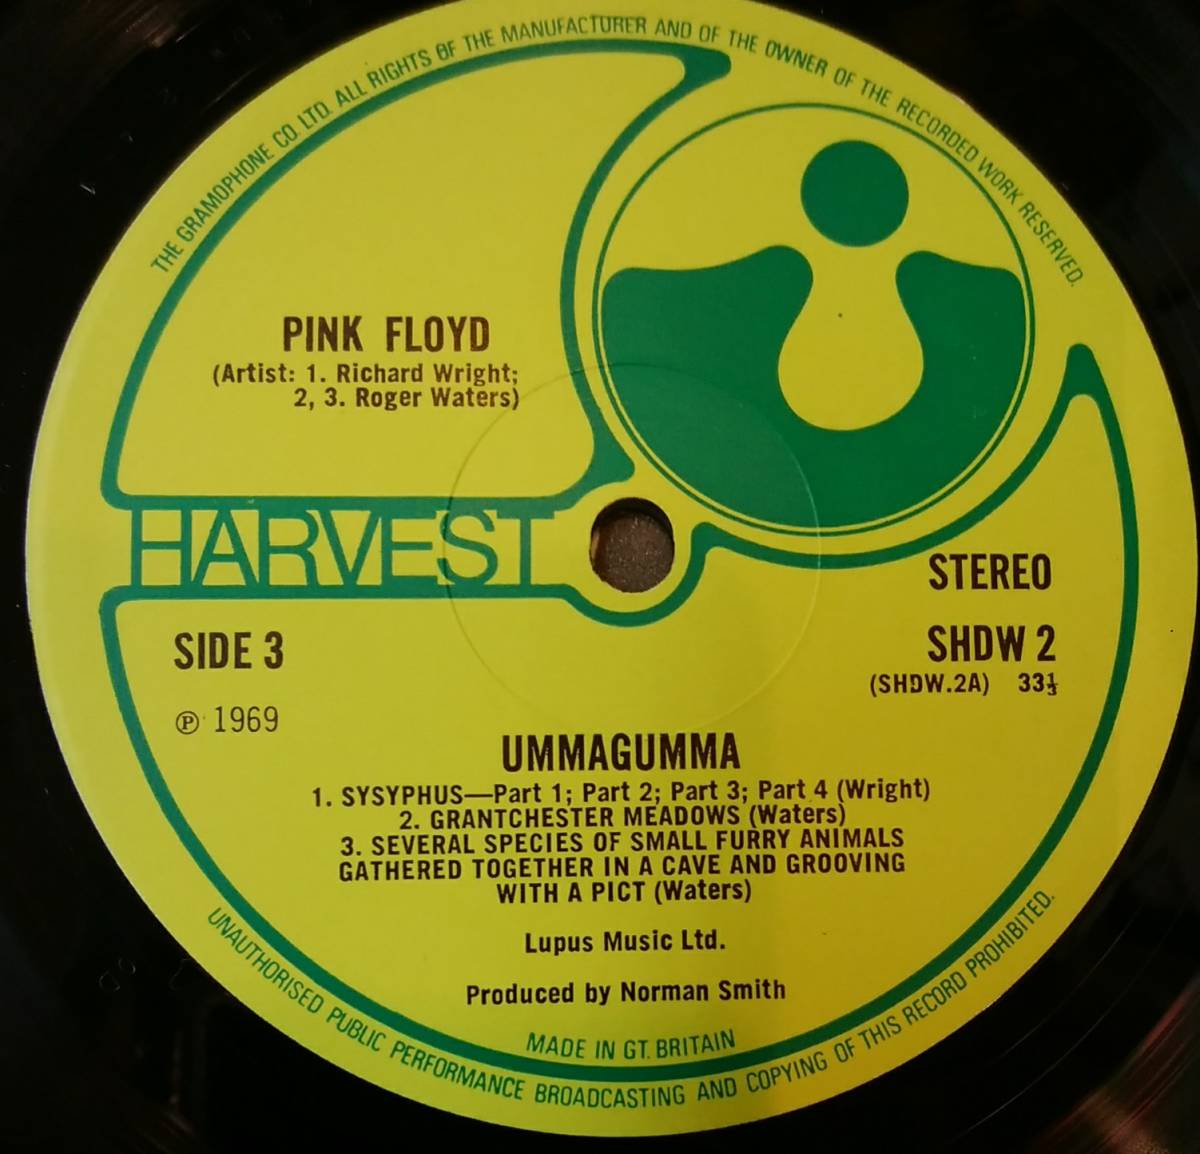 THE GRAMOPHONE CO. LTD. ALL RIGHTS OF THE MANUFACTURER AND OF THE OWNER OF THE RECORDED WORK RESERVED.
PINK FLOYD
(Artist: 1. Richard Wright;
2, 3. Roger Waters)
HARVEST
STEREO
SIDE 3
SHDW 2
(SHDW.2A) 33⅓
℗ 1969
UMMAGUMMA
1. SYSYPHUS—Part 1; Part 2; Part 3; Part 4 (Wright)
2. GRANTCHESTER MEADOWS (Waters)
3. SEVERAL SPECIES OF SMALL FURRY ANIMALS
GATHERED TOGETHER IN A CAVE AND GROOVING
WITH A PICT (Waters)
Lupus Music Ltd.
Produced by Norman Smith
MADE IN GT. BRITAIN
UNAUTHORISED PUBLIC PERFORMANCE BROADCASTING AND COPYING OF THIS RECORD PROHIBITED.